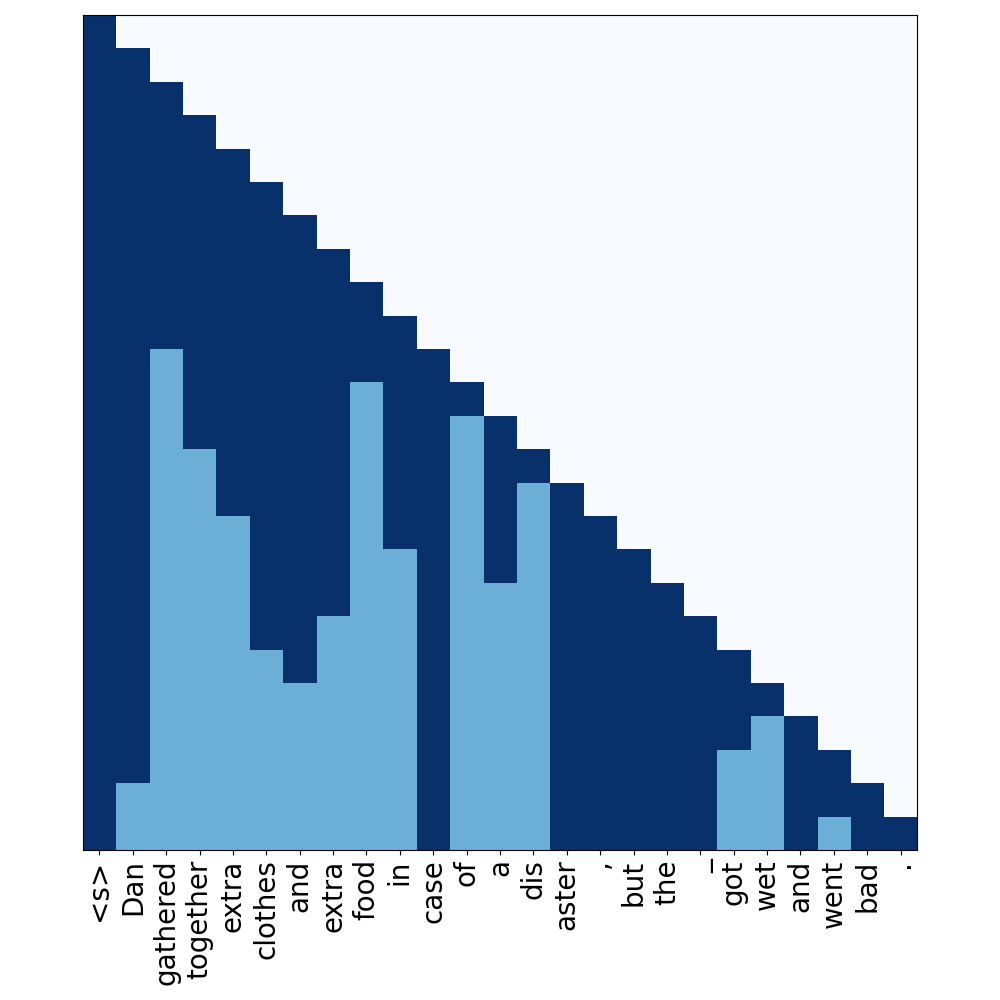 <s> Dan gathered together extra clothes and extra food in case of a dis aster , but the _ got wet and went bad .